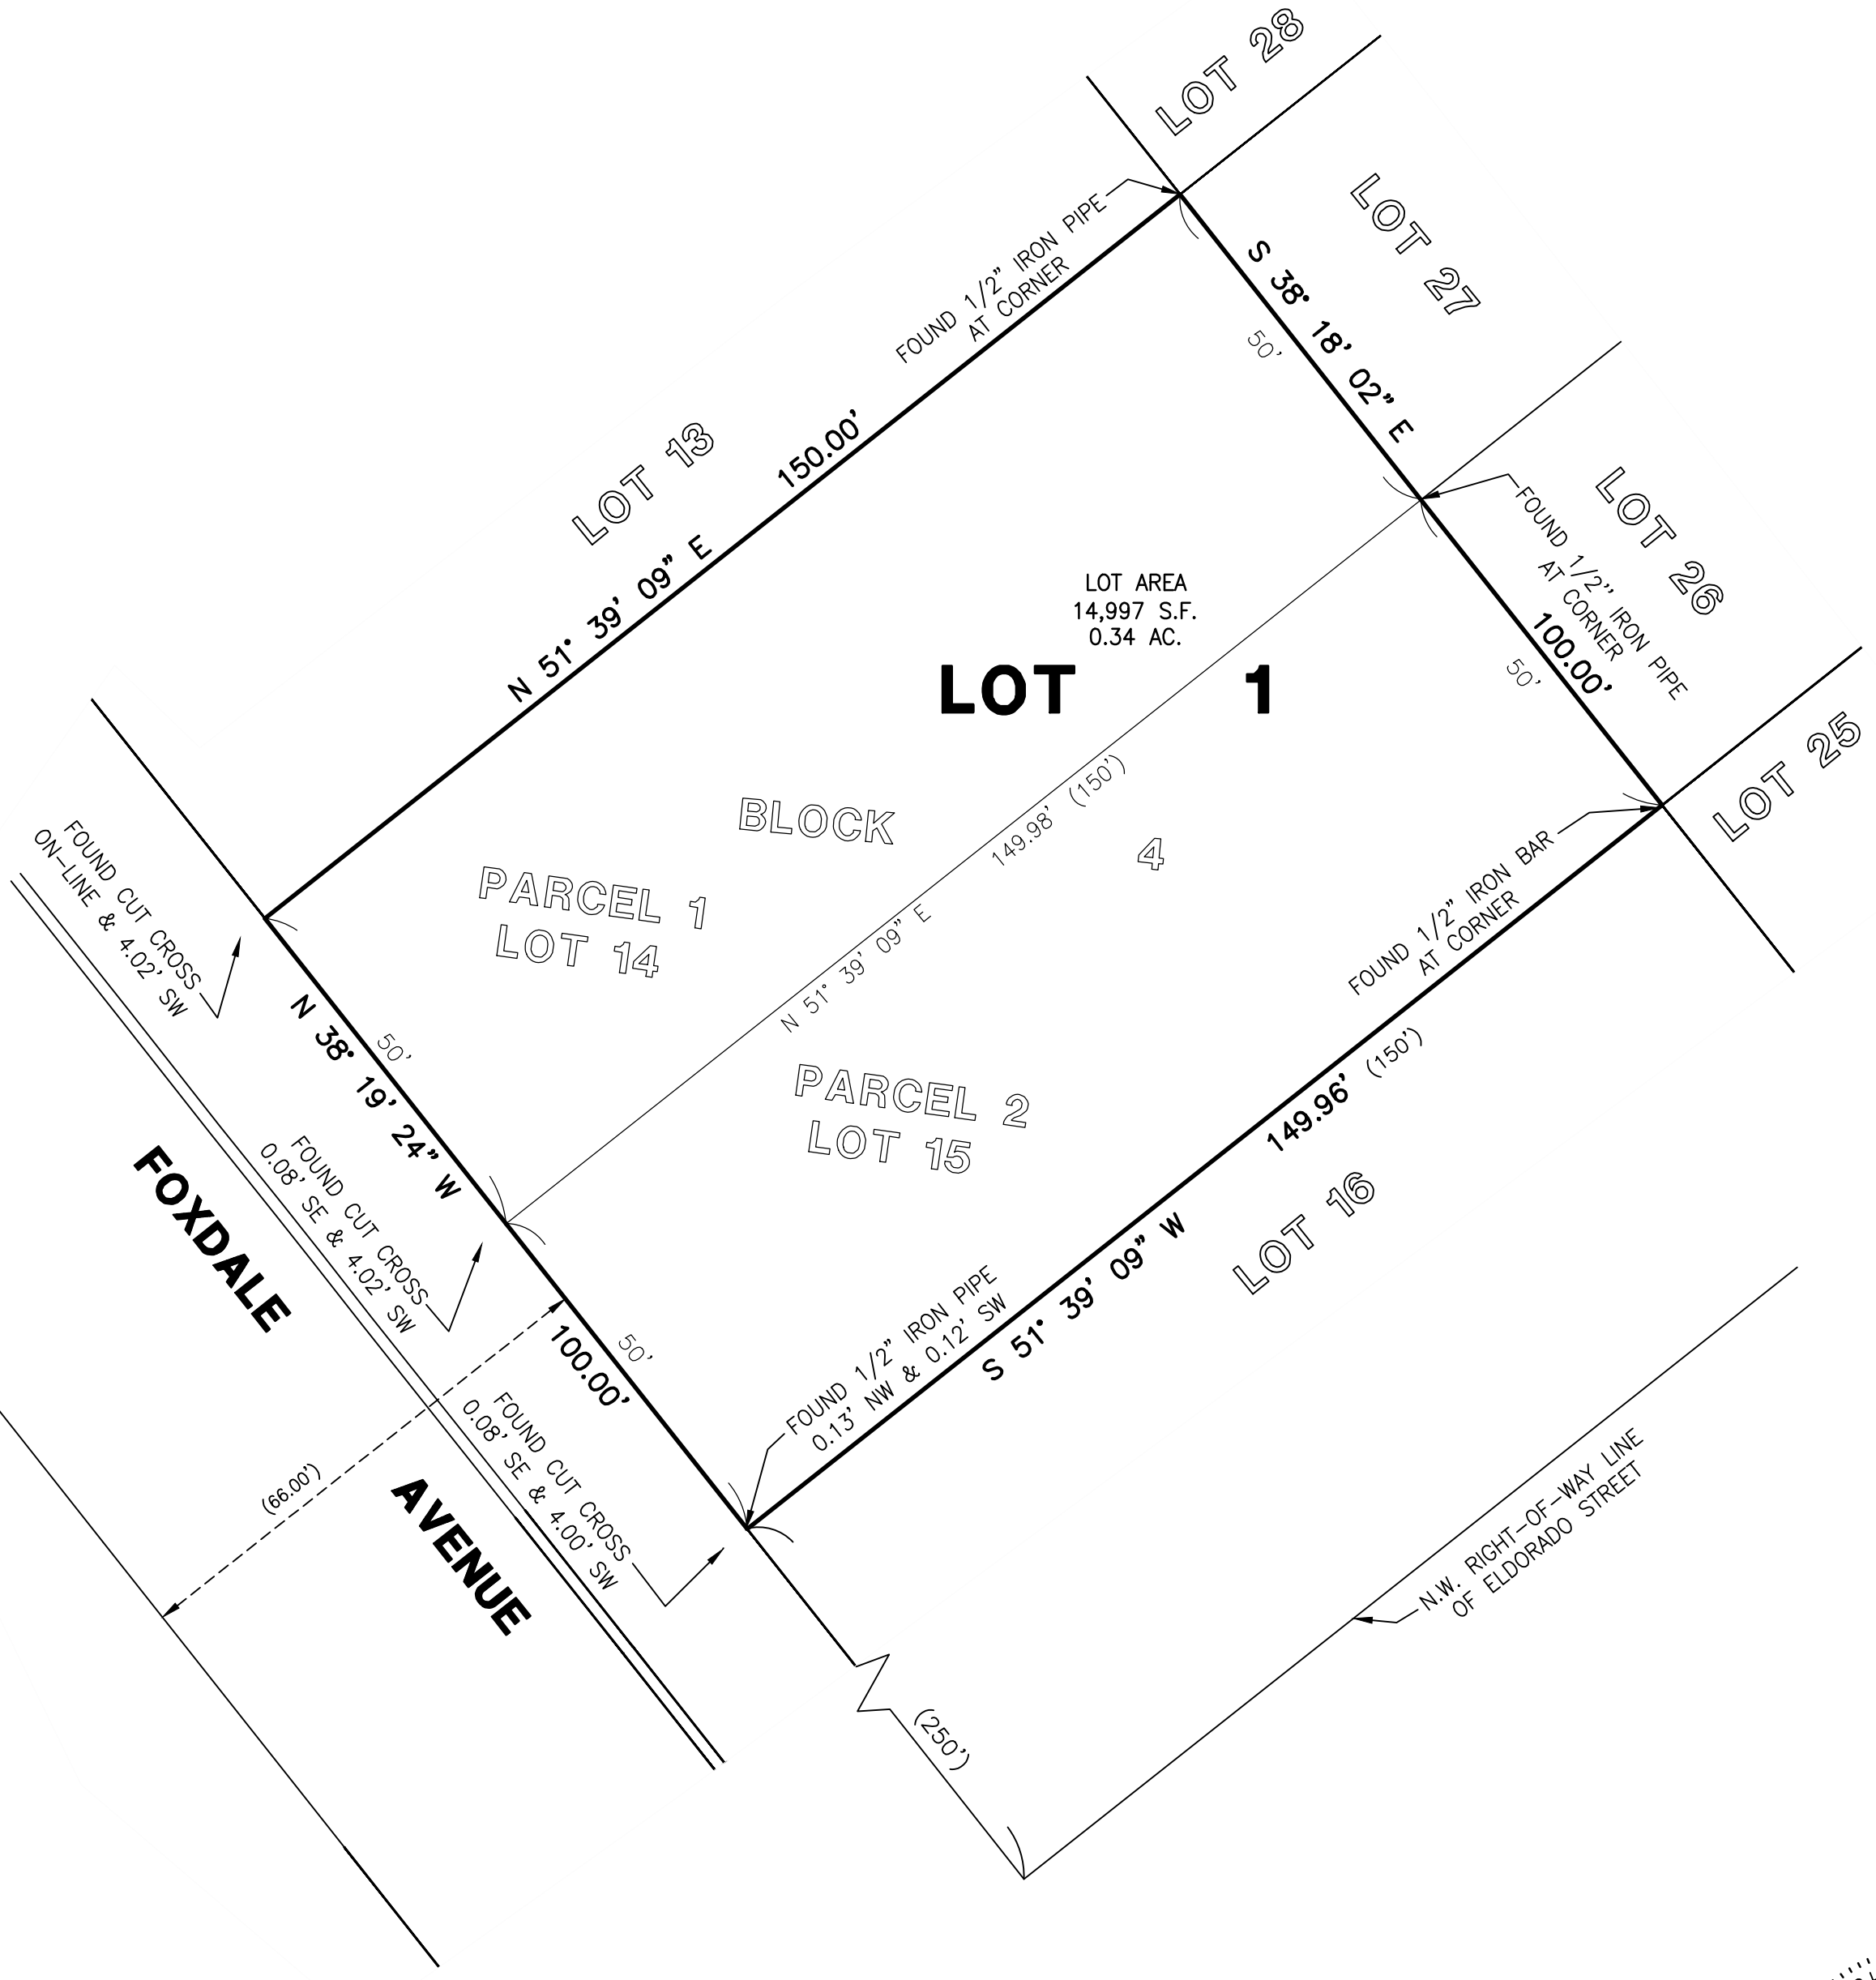 LOT 28
LOT 27
FOUND 1/2" IRON PIPE
AT CORNER
S 38° 18' 02" E
50'
LOT 13
150.00'
N 51° 39' 09" E
FOUND 1/2" IRON PIPE
AT CORNER
LOT 26
100.00'
50'
LOT AREA
14,997 S.F.
0.34 AC.
LOT 1
LOT 25
BLOCK 4
149.98' (150')
N 51° 39' 09" E
PARCEL 1
LOT 14
FOUND 1/2" IRON BAR
AT CORNER
FOUND CUT CROSS
ON-LINE & 4.02' SW
N 38° 19' 24" W
50'
PARCEL 2
LOT 15
149.96' (150')
S 51° 39' 09" W
LOT 16
FOUND CUT CROSS
0.08' SE & 4.02' SW
FOXDALE
100.00'
50'
FOUND 1/2" IRON PIPE
0.13' NW & 0.12' SW
FOUND CUT CROSS
0.08' SE & 4.00' SW
(66.00')
AVENUE
N.W. RIGHT-OF-WAY LINE
OF ELDORADO STREET
(250')